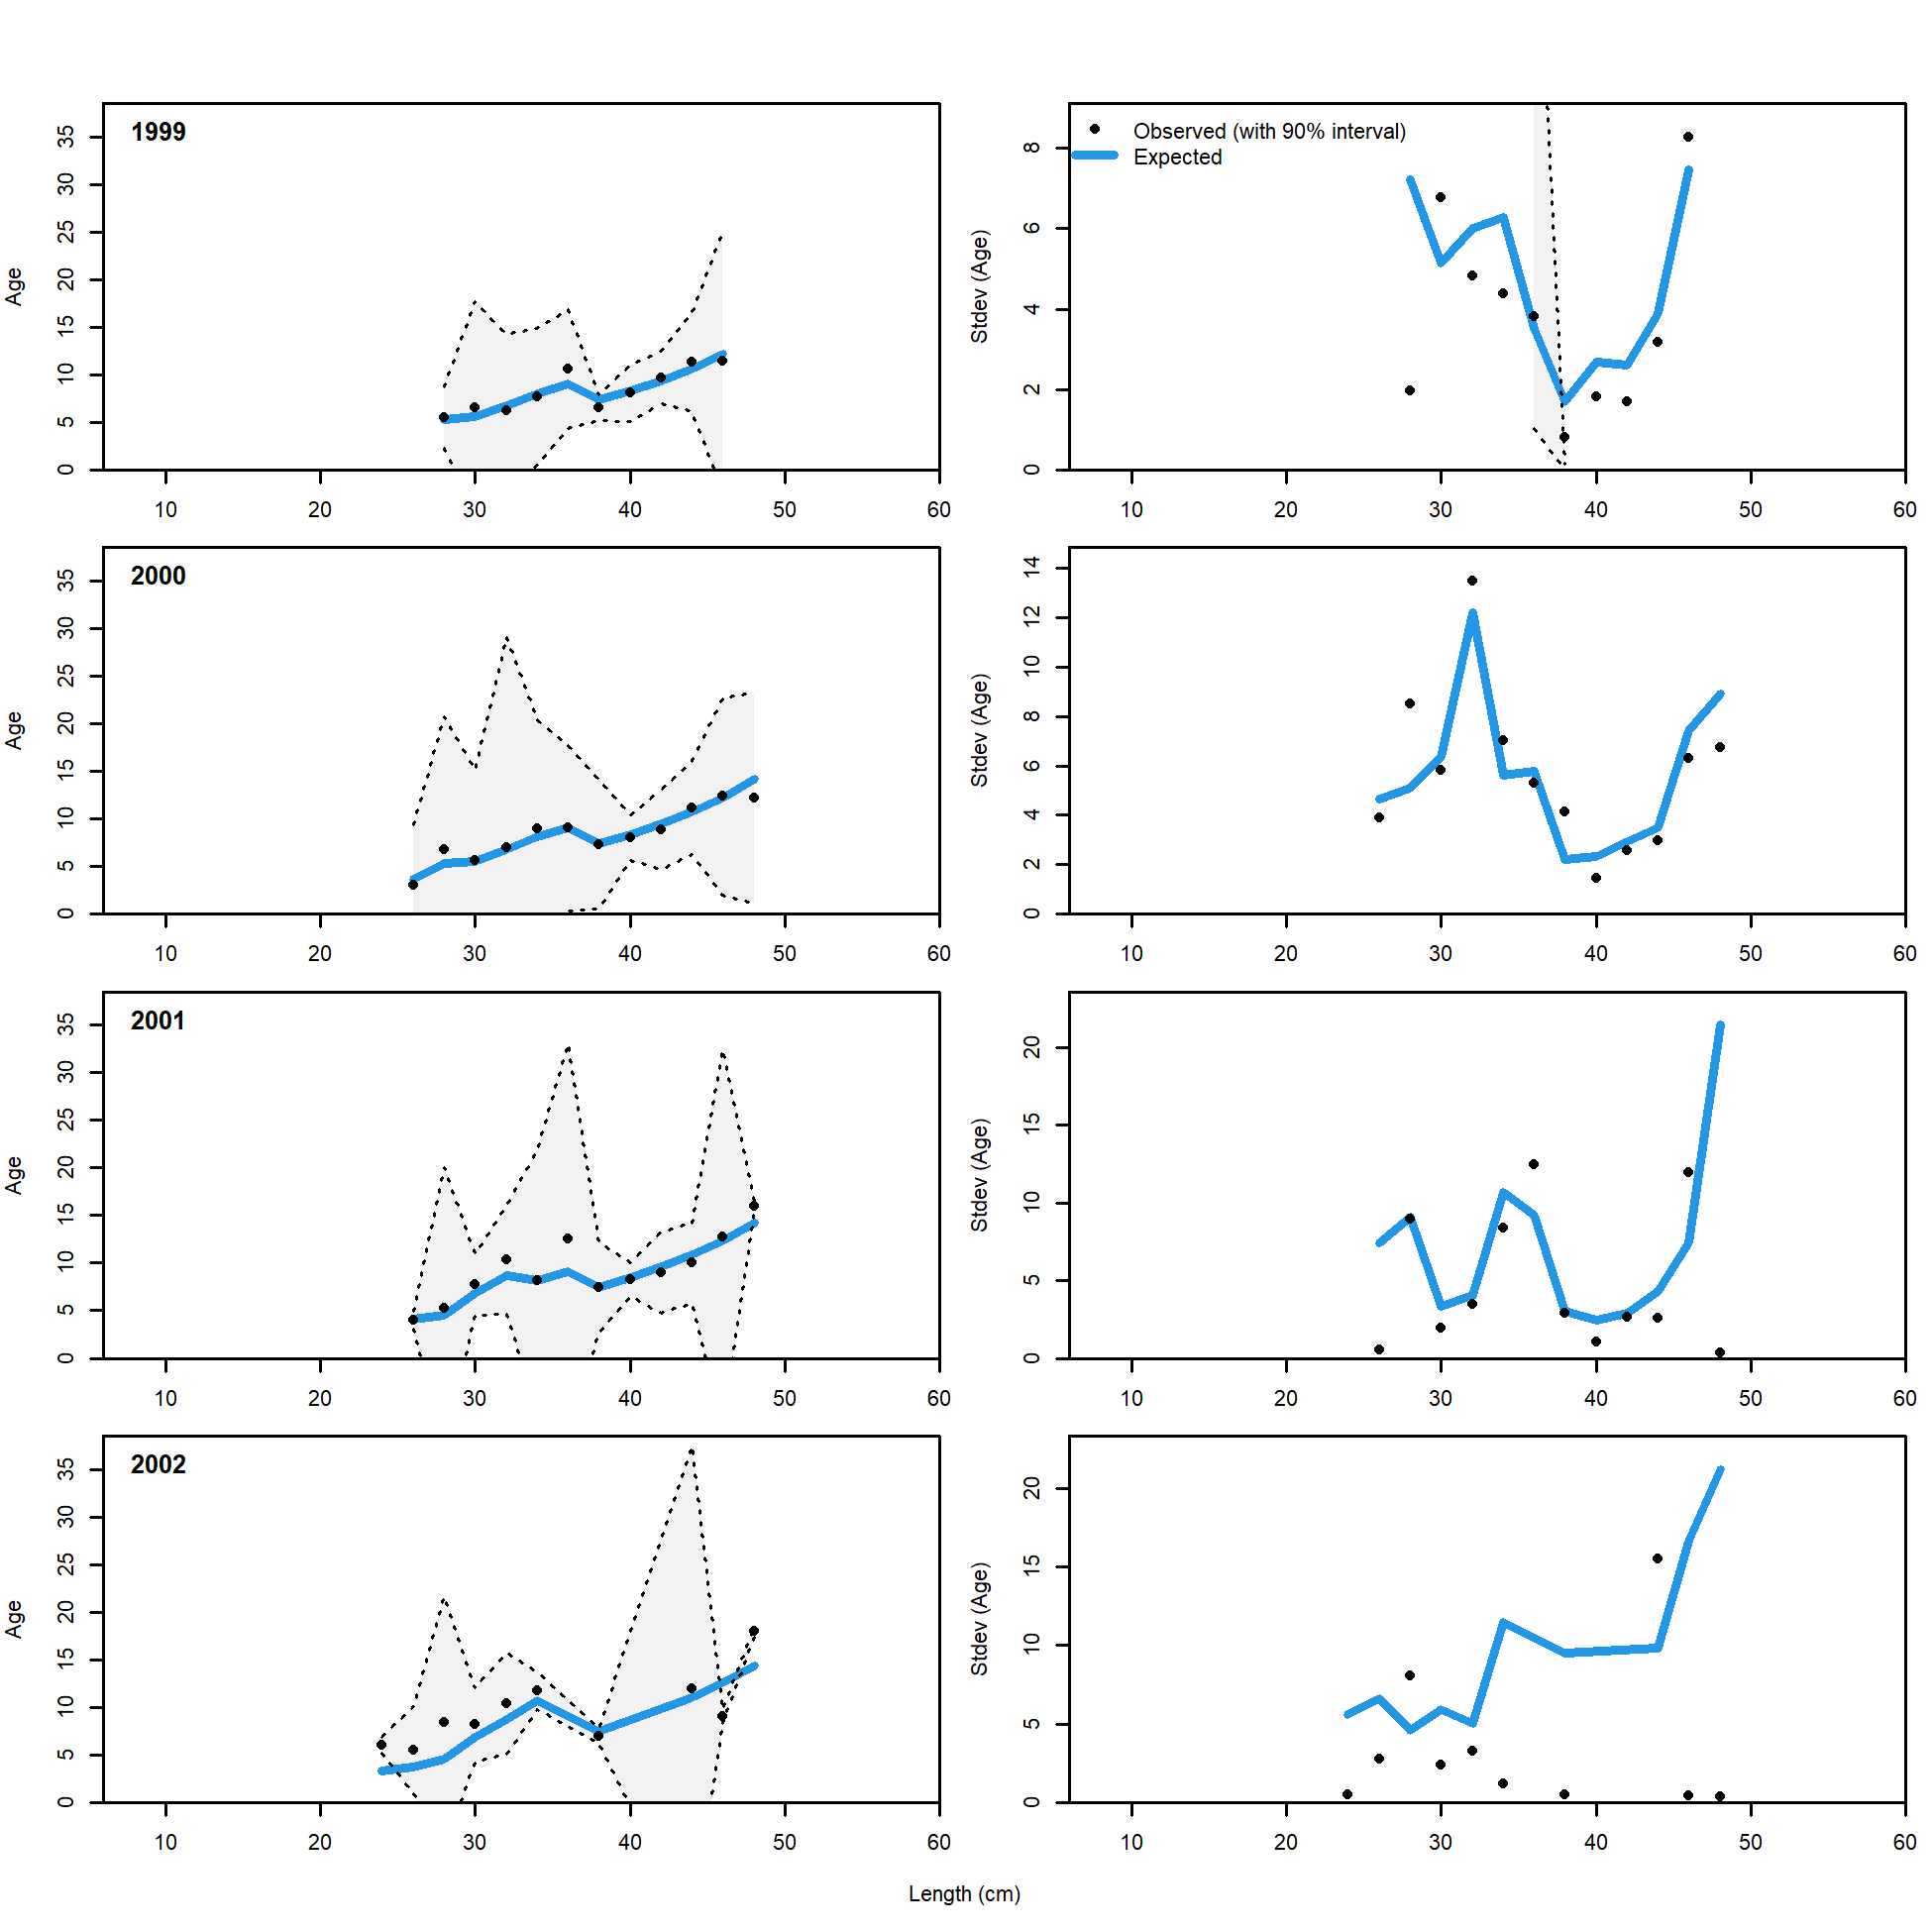 1999
Age
0 5 10 15 20 25 30 35
10 20 30 40 50 60
Observed (with 90% interval)
Expected
Stdev (Age)
0 2 4 6 8
10 20 30 40 50 60
2000
Age
0 5 10 15 20 25 30 35
10 20 30 40 50 60
Stdev (Age)
0 2 4 6 8 10 12 14
10 20 30 40 50 60
2001
Age
0 5 10 15 20 25 30 35
10 20 30 40 50 60
Stdev (Age)
0 5 10 15 20
10 20 30 40 50 60
2002
Age
0 5 10 15 20 25 30 35
10 20 30 40 50 60
Stdev (Age)
0 5 10 15 20
10 20 30 40 50 60
Length (cm)